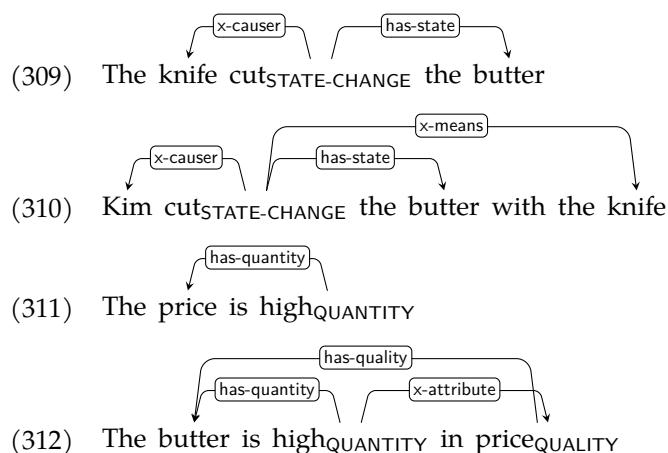 x-causer has-state
(309) The knife cutSTATE-CHANGE the butter
x-means
x-causer has-state
(310) Kim cutSTATE-CHANGE the butter with the knife
has-quantity
(311) The price is highQUANTITY
has-quality
has-quantity x-attribute
(312) The butter is highQUANTITY in priceQUALITY